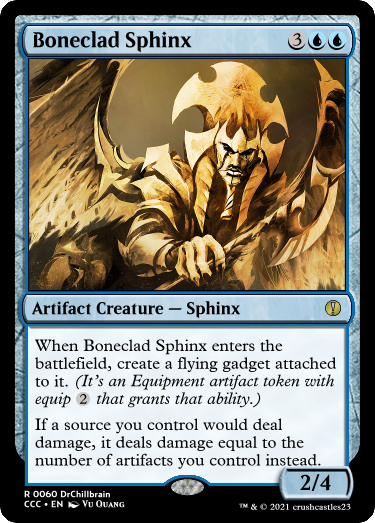 Boneclad Sphinx 3
Artifact Creature — Sphinx
When Boneclad Sphinx enters the
battlefield, create a flying gadget attached
to it. (It's an Equipment artifact token with
equip 2 that grants that ability.)
If a source you control would deal
damage, it deals damage equal to the
number of artifacts you control instead.
2/4
R 0060 DrChillbrain
CCC • EN Vu Quang
™ & © 2021 crushcastles23